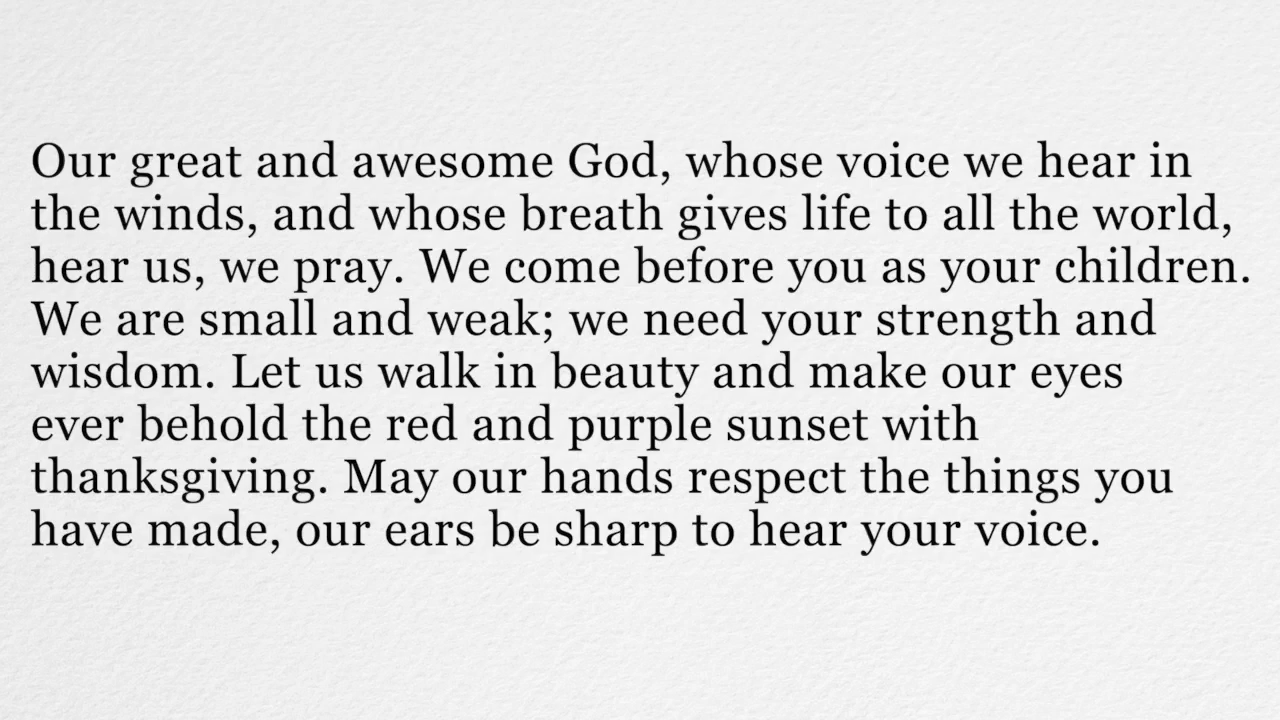 Our great and awesome God, whose voice we hear in
the winds, and whose breath gives life to all the world,
hear us, we pray. We come before you as your children.
We are small and weak; we need your strength and
wisdom. Let us walk in beauty and make our eyes
ever behold the red and purple sunset with
thanksgiving. May our hands respect the things you
have made, our ears be sharp to hear your voice.